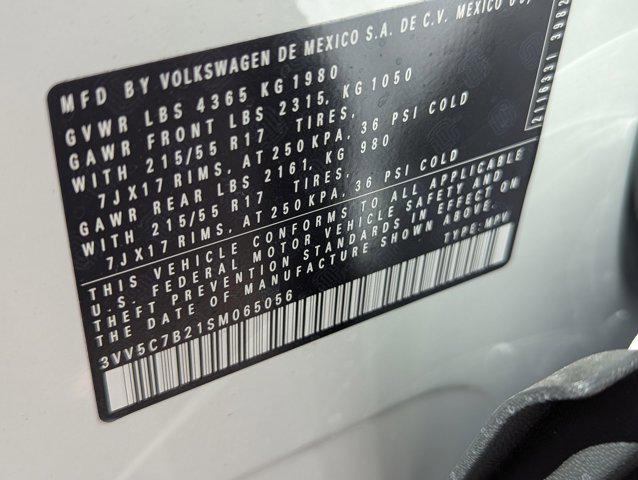 MFD BY VOLKSWAGEN DE MEXICO S.A. DE C.V. MEXICO
GVWR LBS 4365 KG 1980
GAWR FRONT LBS 2315, KG 1050
WITH 215/55 R17 TIRES,
7JX17 RIMS, AT 250 KPA, 36 PSI COLD
GAWR REAR LBS 2161, KG 980
WITH 215/55 R17 TIRES,
7JX17 RIMS, AT 250 KPA, 36 PSI COLD
THIS VEHICLE CONFORMS TO ALL APPLICABLE
U.S. FEDERAL MOTOR VEHICLE SAFETY AND
THEFT PREVENTION STANDARDS IN EFFECT ON
THE DATE OF MANUFACTURE SHOWN ABOVE.
3VV5C7B21SM065056 TYPE: MPV
2116331 3982